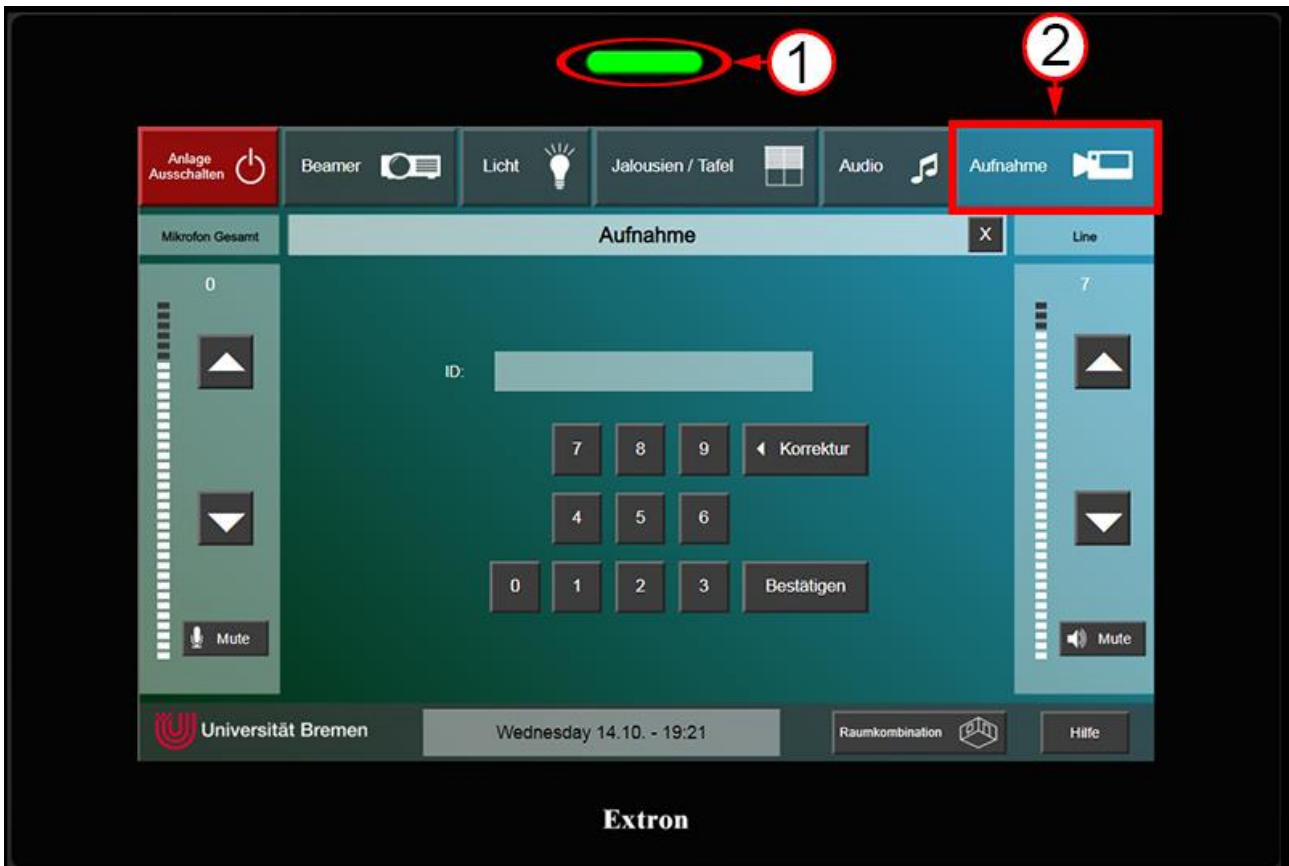 1
2
Anlage
Ausschalten
Beamer
Licht
Jalousien / Tafel
Audio
Aufnahme
Mikrofon Gesamt
Aufnahme
X
Line
0
7
ID:
7 8 9 Korrektur
4 5 6
0 1 2 3 Bestätigen
Mute
Mute
Universität Bremen
Wednesday 14.10. - 19:21
Raumkombination
Hilfe
Extron